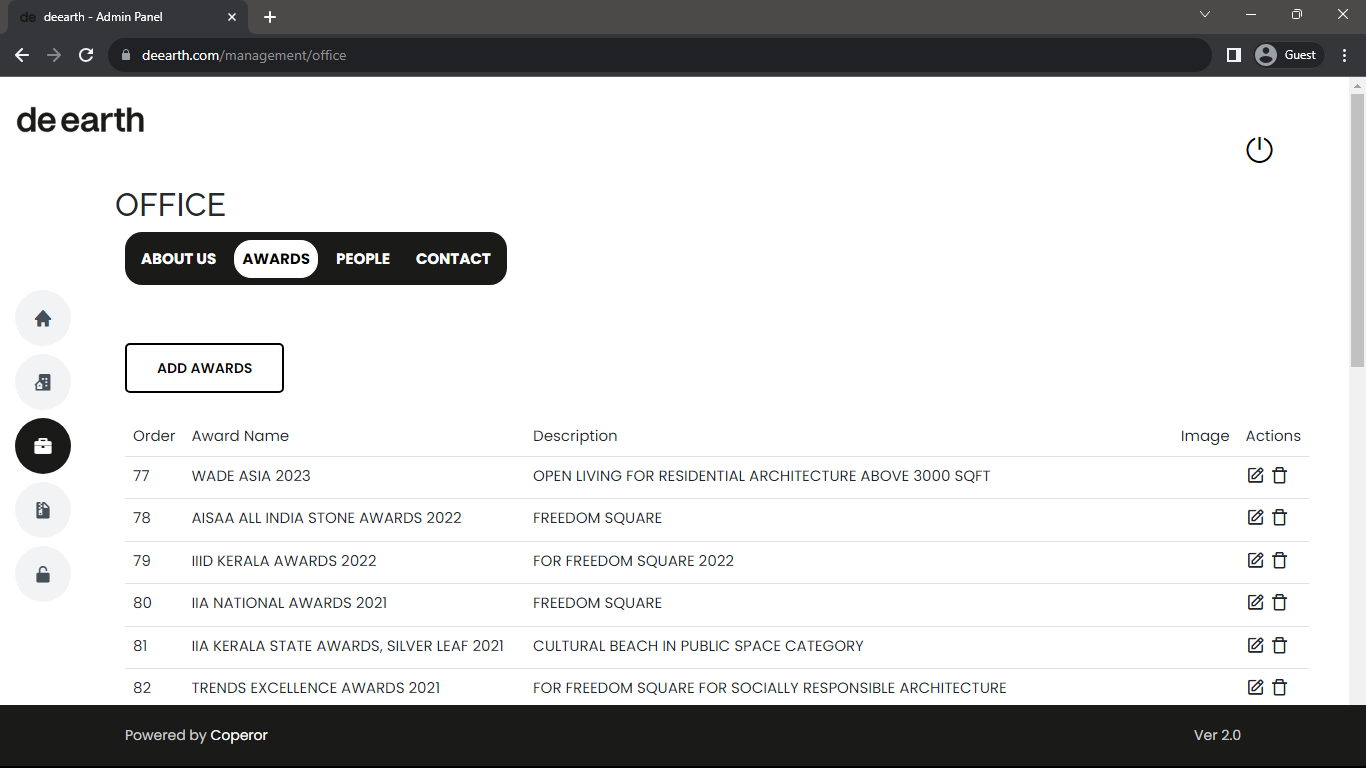 de deearth - Admin Panel
deearth.com/management/office
Guest
de earth
OFFICE
ABOUT US AWARDS PEOPLE CONTACT
ADD AWARDS
Order Award Name Description Image Actions
77 WADE ASIA 2023 OPEN LIVING FOR RESIDENTIAL ARCHITECTURE ABOVE 3000 SQFT
78 AISAA ALL INDIA STONE AWARDS 2022 FREEDOM SQUARE
79 IIID KERALA AWARDS 2022 FOR FREEDOM SQUARE 2022
80 IIA NATIONAL AWARDS 2021 FREEDOM SQUARE
81 IIA KERALA STATE AWARDS, SILVER LEAF 2021 CULTURAL BEACH IN PUBLIC SPACE CATEGORY
82 TRENDS EXCELLENCE AWARDS 2021 FOR FREEDOM SQUARE FOR SOCIALLY RESPONSIBLE ARCHITECTURE
Powered by Coperor Ver 2.0